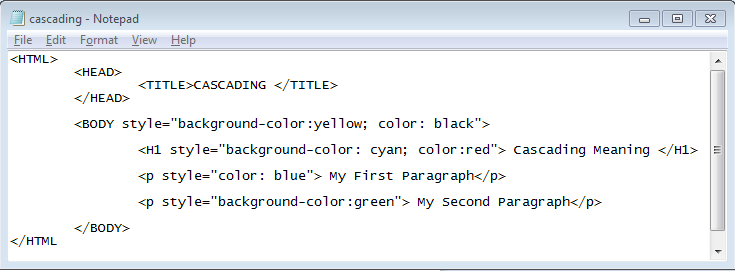 cascading - Notepad
File Edit Format View Help
<HTML>
<HEAD>
<TITLE>CASCADING </TITLE>
</HEAD>
<BODY style="background-color:yellow; color: black">
<H1 style="background-color: cyan; color:red"> Cascading Meaning </H1>
<p style="color: blue"> My First Paragraph</p>
<p style="background-color:green"> My Second Paragraph</p>
</BODY>
</HTML